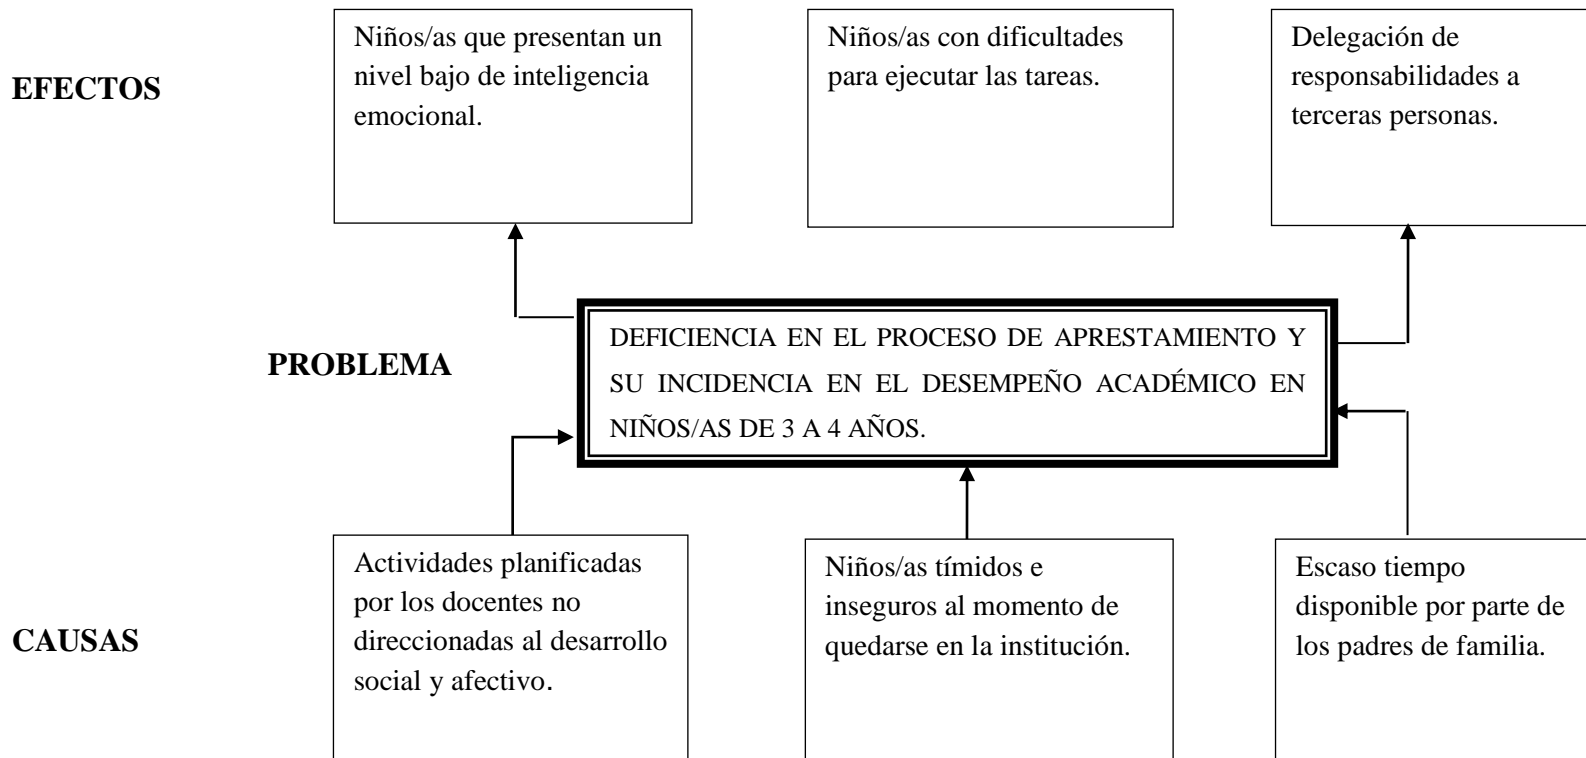 EFECTOS
Niños/as que presentan un
nivel bajo de inteligencia
emocional.
Niños/as con dificultades
para ejecutar las tareas.
Delegación de
responsabilidades a
terceras personas.
PROBLEMA
DEFICIENCIA EN EL PROCESO DE APRESTAMIENTO Y
SU INCIDENCIA EN EL DESEMPEÑO ACADÉMICO EN
NIÑOS/AS DE 3 A 4 AÑOS.
CAUSAS
Actividades planificadas
por los docentes no
direccionadas al desarrollo
social y afectivo.
Niños/as tímidos e
inseguros al momento de
quedarse en la institución.
Escaso tiempo
disponible por parte de
los padres de familia.